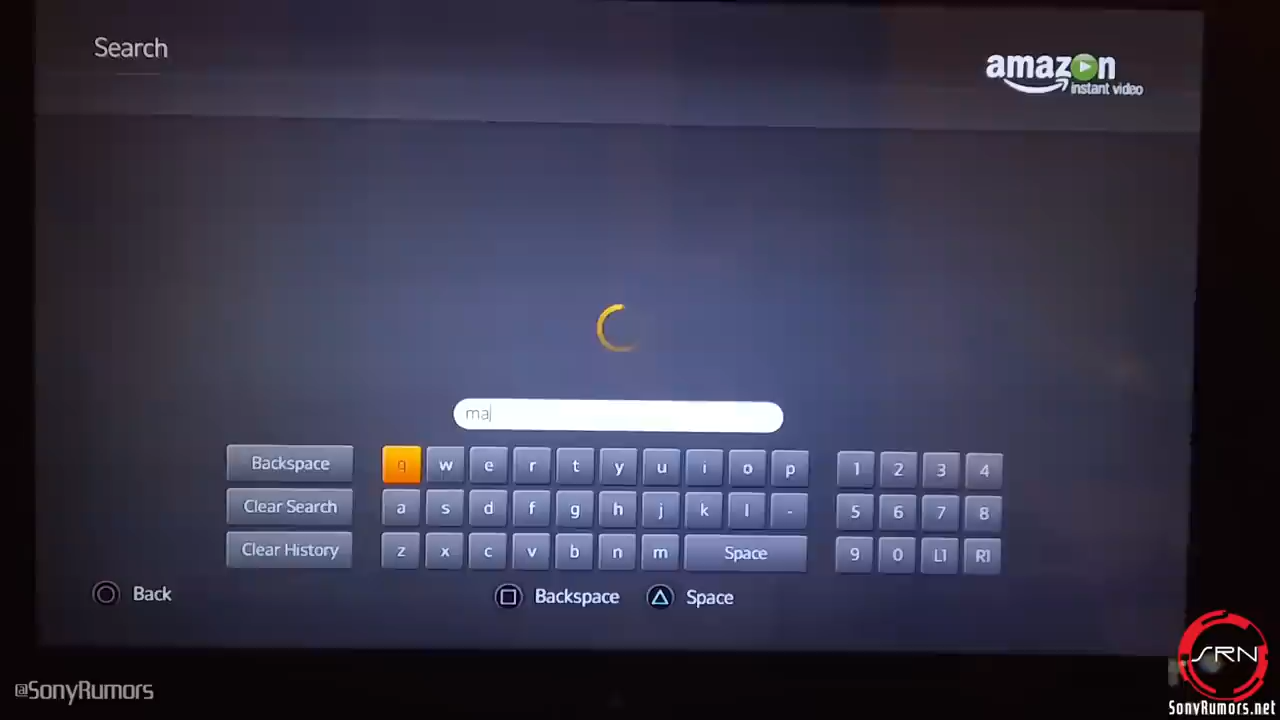 Search
amazon
instant video
ma
Backspace q w e r t y u i o p 1 2 3 4
Clear Search a s d f g h j k l - 5 6 7 8
Clear History z x c v b n m Space 9 0 L1 R1
Back Backspace Space
@SonyRumors
SRN
SonyRumors.net